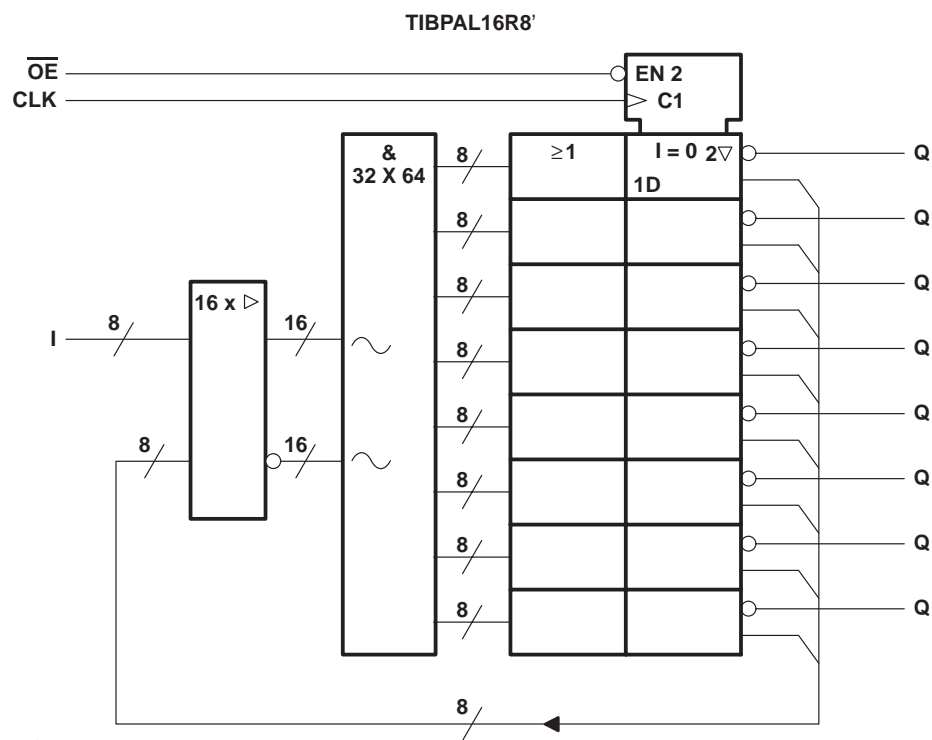 TIBPAL16R8’
OE
EN 2
CLK
C1
&
32 X 64
8
≥1
I = 0 2▽
1D
Q
8
Q
8
Q
16 x ▷
I
8
16
8
Q
8
Q
8
16
8
Q
8
Q
8
Q
8